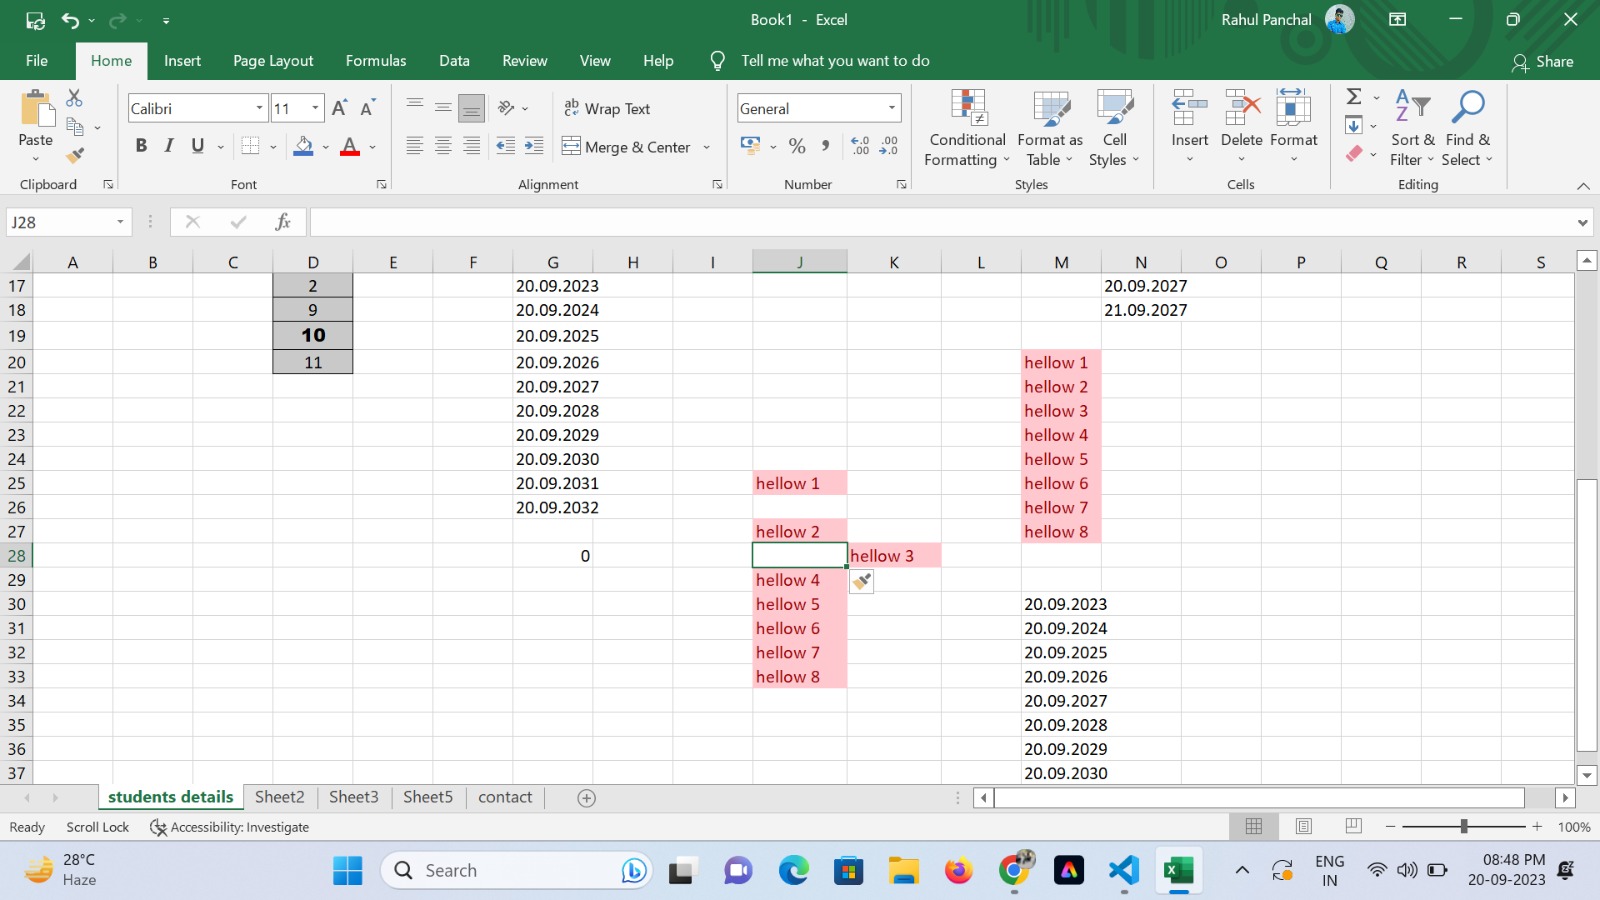 Book1 - Excel
Rahul Panchal
File Home Insert Page Layout Formulas Data Review View Help Tell me what you want to do Share
Calibri 11 Wrap Text General
Paste Merge & Center Conditional Formatting Format as Table Cell Styles Insert Delete Format Sort & Filter Find & Select
Clipboard Font Alignment Number Styles Cells Editing
J28 fx
A B C D E F G H I J K L M N O P Q R S
17 2 20.09.2023 20.09.2027
18 9 20.09.2024 21.09.2027
19 10 20.09.2025
20 11 20.09.2026 hellow 1
21 20.09.2027 hellow 2
22 20.09.2028 hellow 3
23 20.09.2029 hellow 4
24 20.09.2030 hellow 5
25 20.09.2031 hellow 1 hellow 6
26 20.09.2032 hellow 7
27 hellow 2 hellow 8
28 0 hellow 3
29 hellow 4
30 hellow 5 20.09.2023
31 hellow 6 20.09.2024
32 hellow 7 20.09.2025
33 hellow 8 20.09.2026
34 20.09.2027
35 20.09.2028
36 20.09.2029
37 20.09.2030
students details Sheet2 Sheet3 Sheet5 contact
Ready Scroll Lock Accessibility: Investigate 100%
28°C Search ENG 08:48 PM
Haze IN 20-09-2023